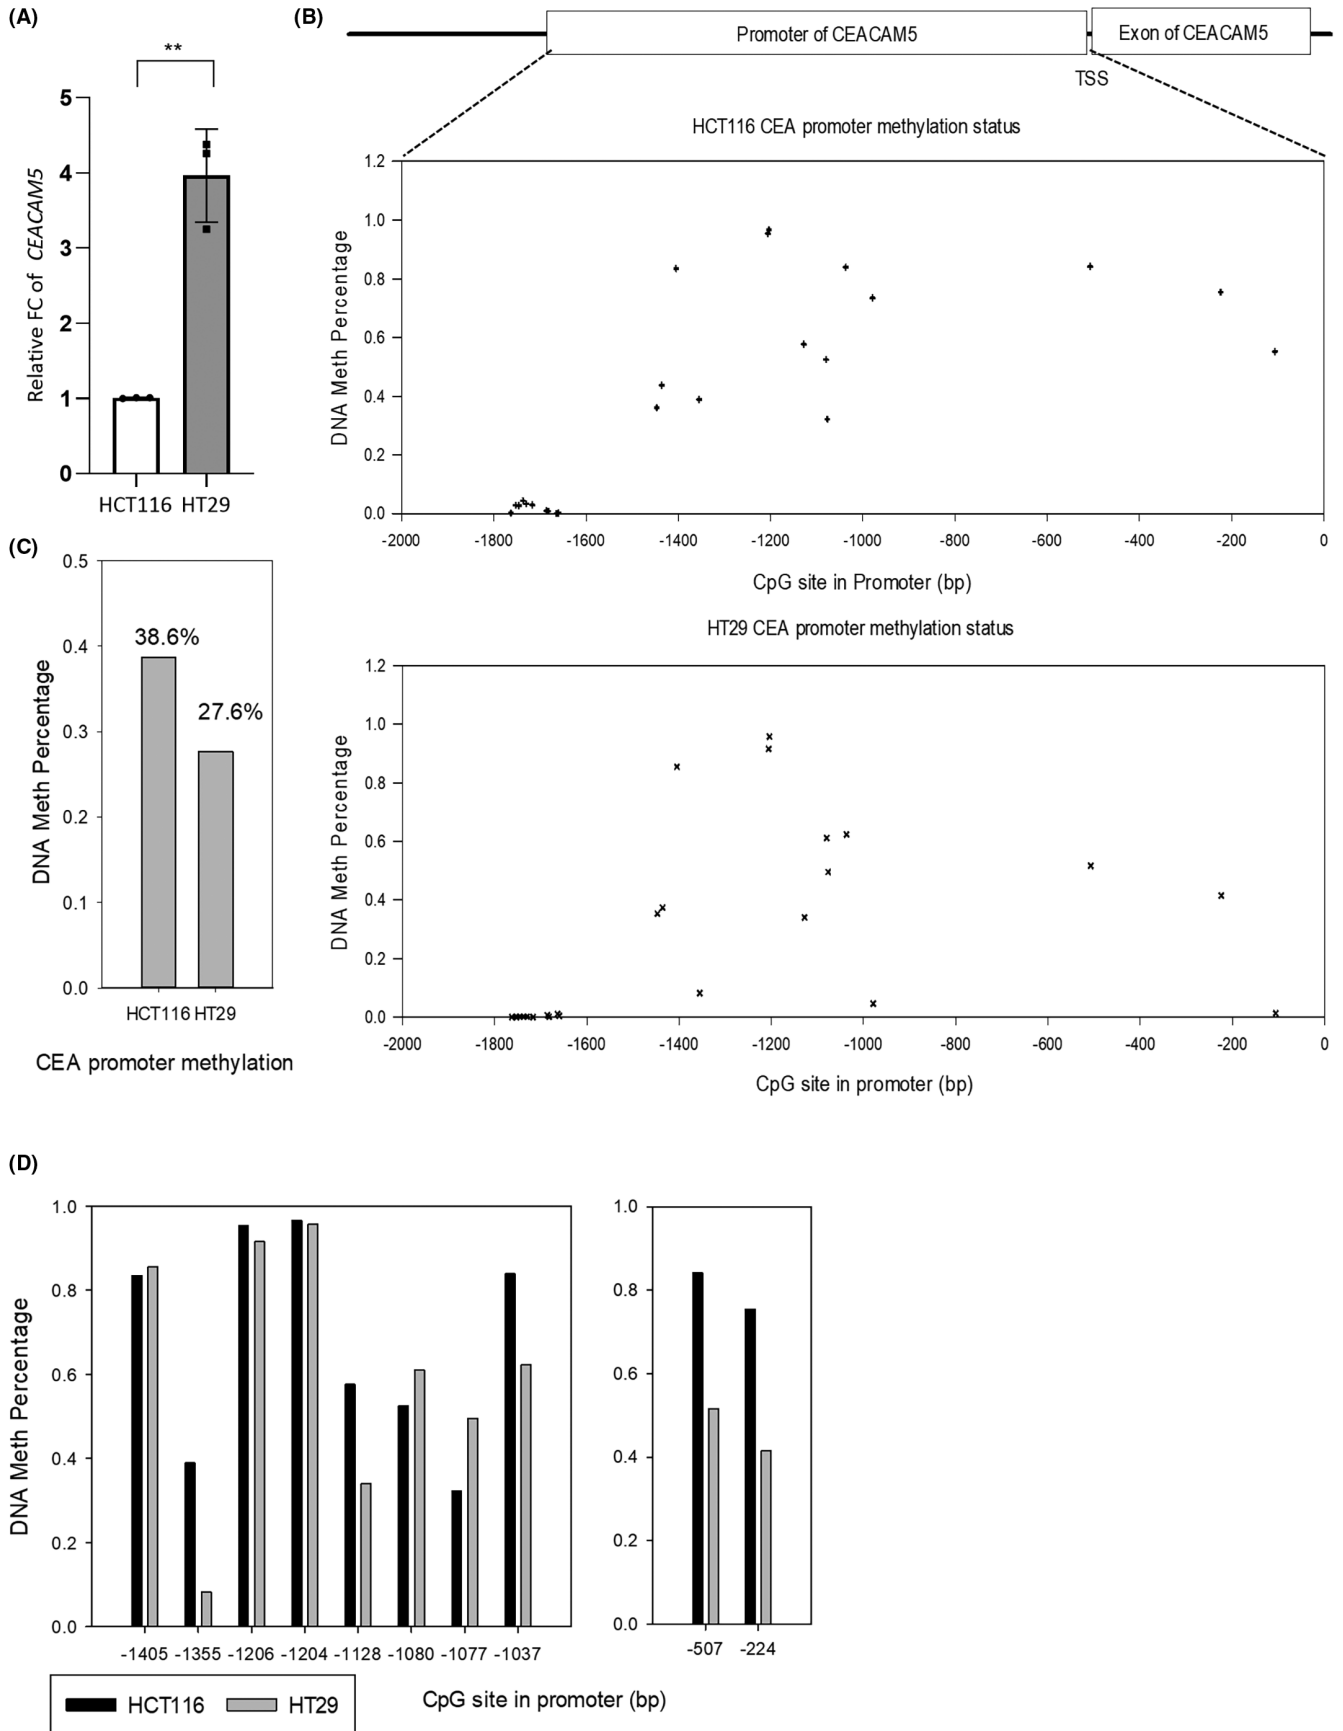 (A)
**
5
4
3
2
1
0
Relative FC of CEACAM5
HCT116 HT29
(B)
Promoter of CEACAM5
Exon of CEACAM5
TSS
HCT116 CEA promoter methylation status
1.2
1.0
0.8
0.6
0.4
0.2
0.0
DNA Meth Percentage
-2000 -1800 -1600 -1400 -1200 -1000 -800 -600 -400 -200 0
CpG site in Promoter (bp)
HT29 CEA promoter methylation status
1.2
1.0
0.8
0.6
0.4
0.2
0.0
DNA Meth Percentage
-2000 -1800 -1600 -1400 -1200 -1000 -800 -600 -400 -200 0
CpG site in promoter (bp)
(C)
0.5
0.4
0.3
0.2
0.1
0.0
DNA Meth Percentage
38.6%
27.6%
HCT116 HT29
CEA promoter methylation
(D)
1.0
0.8
0.6
0.4
0.2
0.0
DNA Meth Percentage
-1405 -1355 -1206 -1204 -1128 -1080 -1077 -1037
1.0
0.8
0.6
0.4
0.2
0.0
-507 -224
HCT116 HT29
CpG site in promoter (bp)